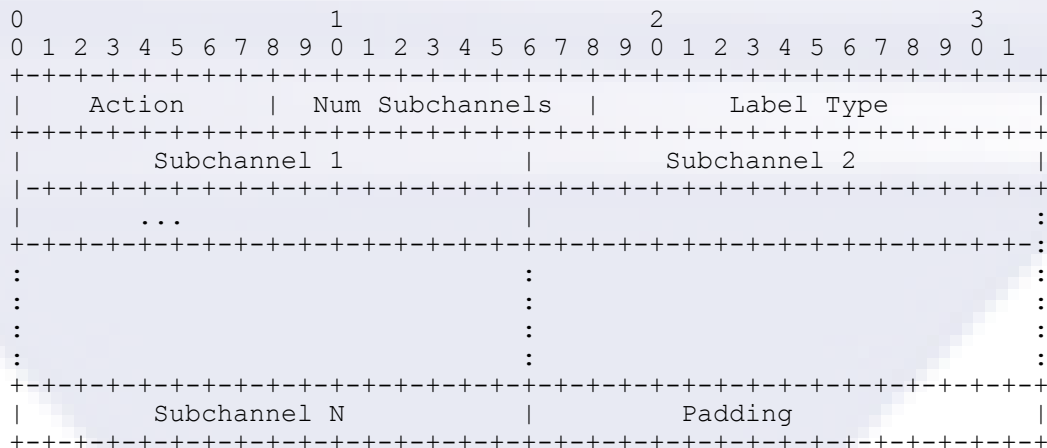 0                   1                   2                   3
0 1 2 3 4 5 6 7 8 9 0 1 2 3 4 5 6 7 8 9 0 1 2 3 4 5 6 7 8 9 0 1
+-+-+-+-+-+-+-+-+-+-+-+-+-+-+-+-+-+-+-+-+-+-+-+-+-+-+-+-+-+-+-+-+
|    Action     |  Num Subchannels  |        Label Type         |
+-+-+-+-+-+-+-+-+-+-+-+-+-+-+-+-+-+-+-+-+-+-+-+-+-+-+-+-+-+-+-+-+
|        Subchannel 1           |        Subchannel 2           |
|-+-+-+-+-+-+-+-+-+-+-+-+-+-+-+-+-+-+-+-+-+-+-+-+-+-+-+-+-+-+-+-+
|       ...                     |                               :
+-+-+-+-+-+-+-+-+-+-+-+-+-+-+-+-+-+-+-+-+-+-+-+-+-+-+-+-+-+-+-+-:
:                               :                               :
:                               :                               :
:                               :                               :
:                               :                               :
+-+-+-+-+-+-+-+-+-+-+-+-+-+-+-+-+-+-+-+-+-+-+-+-+-+-+-+-+-+-+-+-+
|        Subchannel N           |         Padding               |
+-+-+-+-+-+-+-+-+-+-+-+-+-+-+-+-+-+-+-+-+-+-+-+-+-+-+-+-+-+-+-+-+